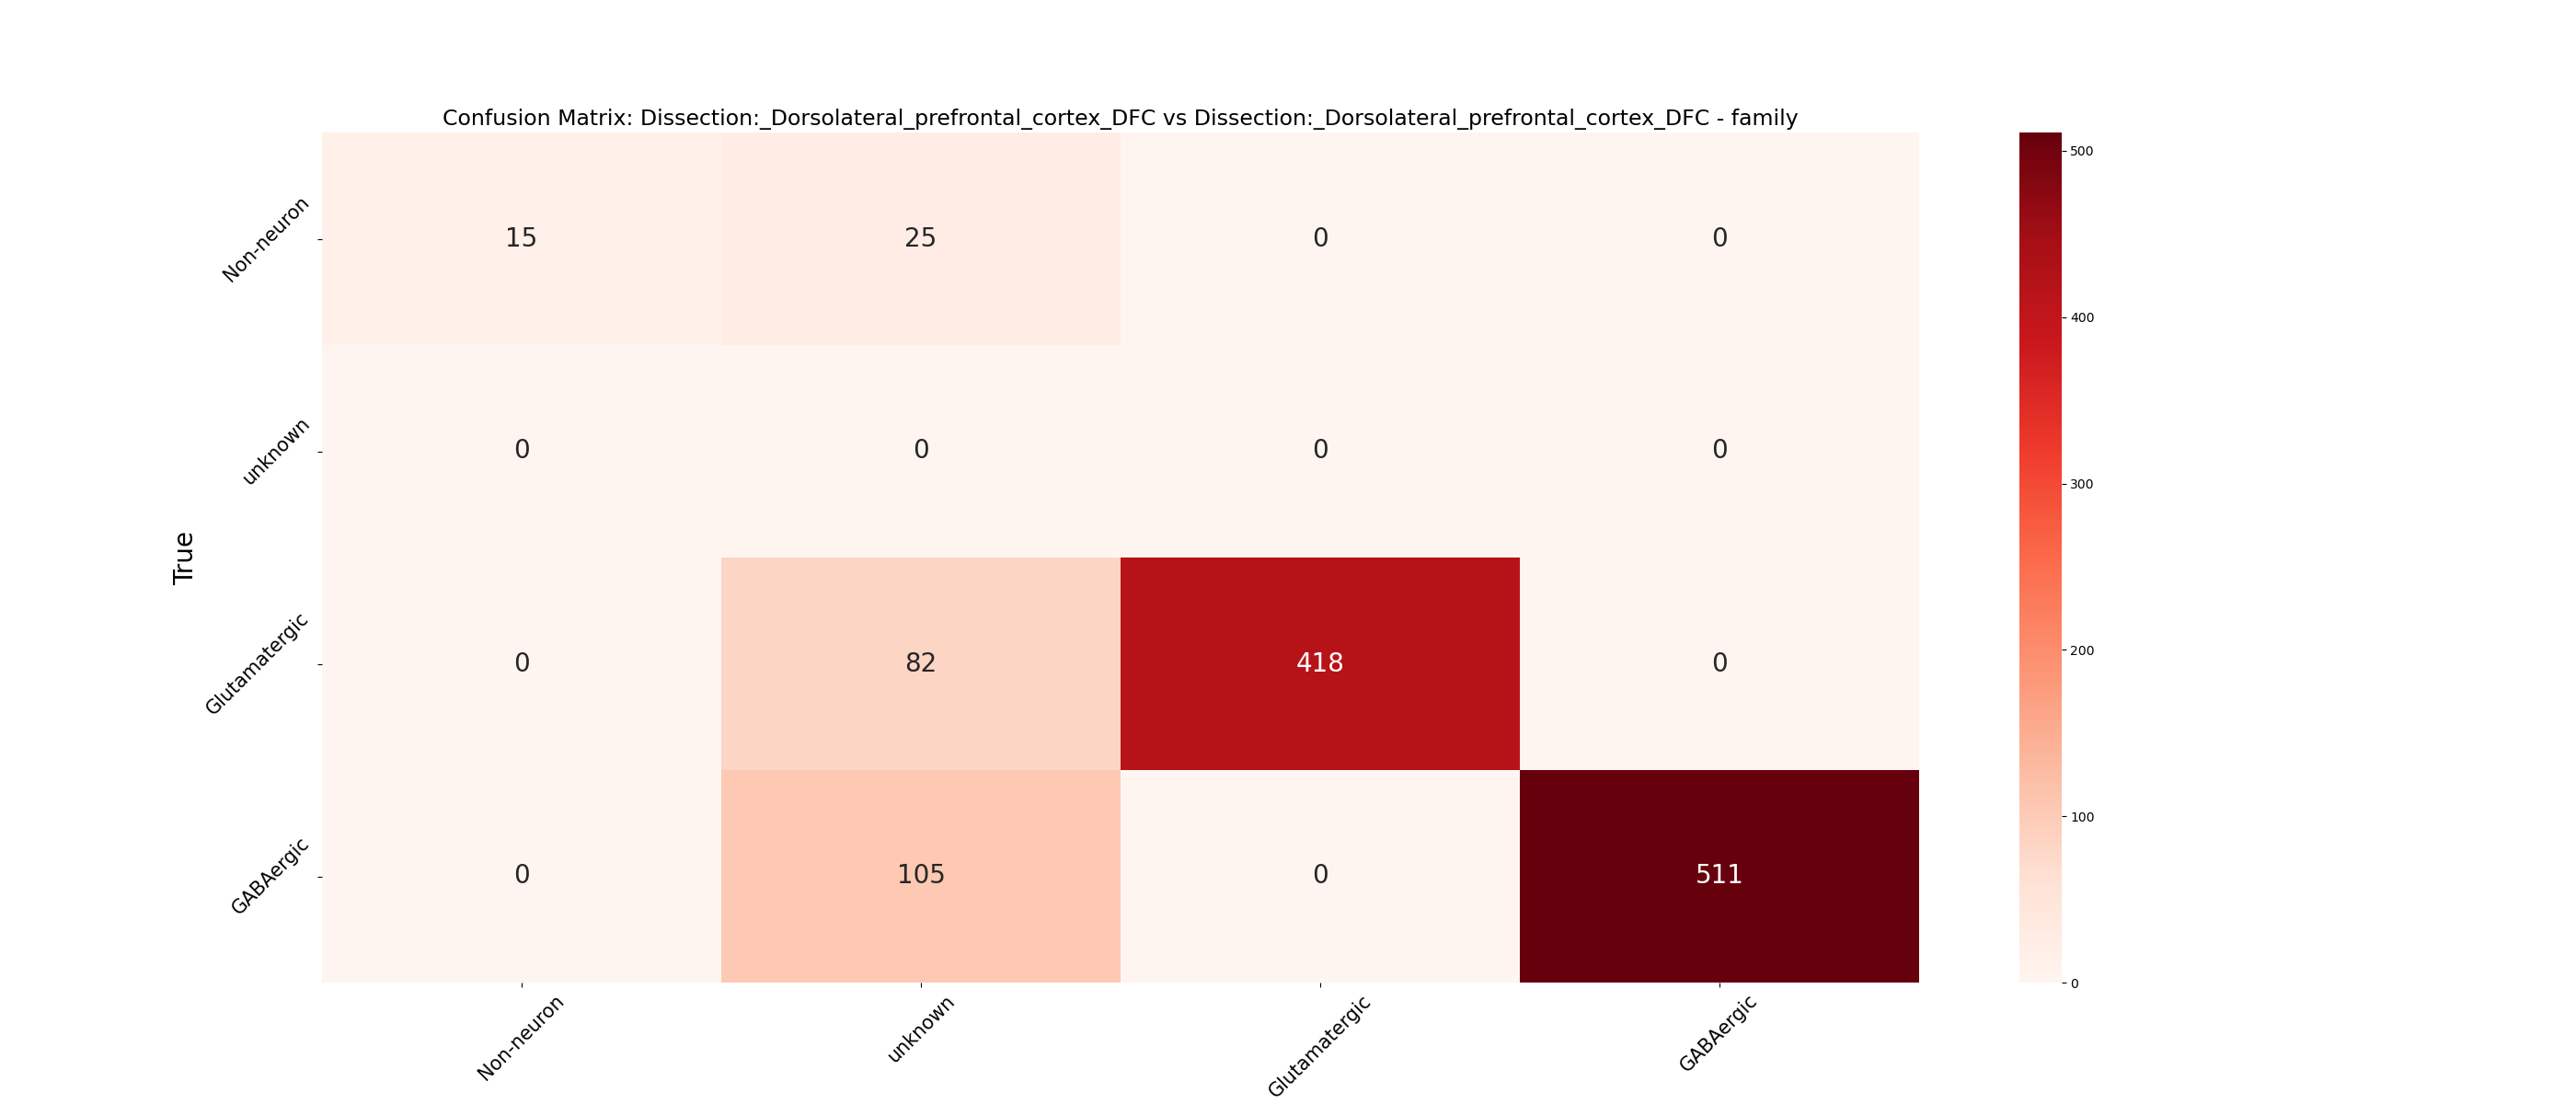 Confusion Matrix: Dissection:_Dorsolateral_prefrontal_cortex_DFC vs Dissection:_Dorsolateral_prefrontal_cortex_DFC - family
True
Non-neuron
15 25 0 0
unknown
0 0 0 0
Glutamatergic
0 82 418 0
GABAergic
0 105 0 511
Non-neuron unknown Glutamatergic GABAergic
500
400
300
200
100
0